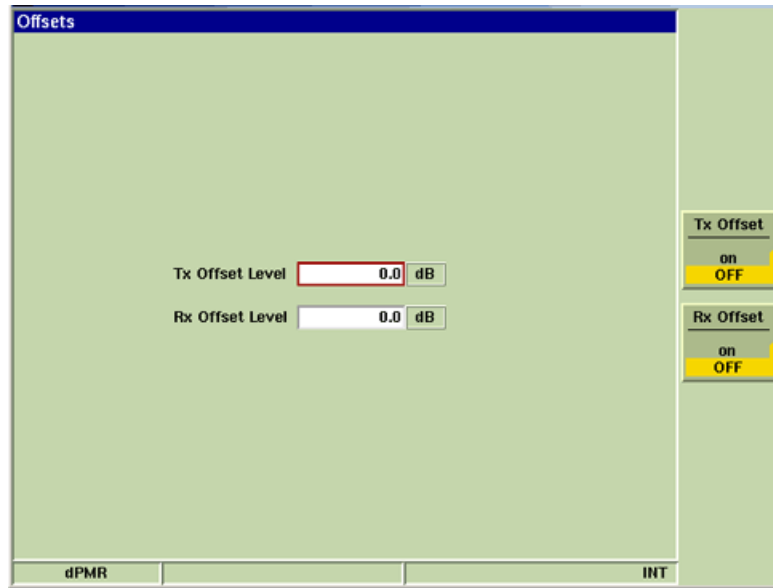 Offsets
Tx Offset Level 0.0 dB
Rx Offset Level 0.0 dB
Tx Offset
on
OFF
Rx Offset
on
OFF
dPMR INT